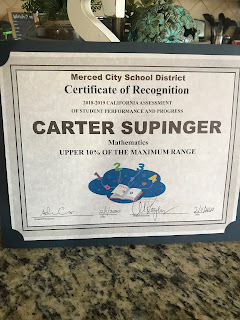 Merced City School District
Certificate of Recognition
2018-2019 CALIFORNIA ASSESSMENT
OF STUDENT PERFORMANCE AND PROGRESS
CARTER SUPINGER
Mathematics
UPPER 10% OF THE MAXIMUM RANGE